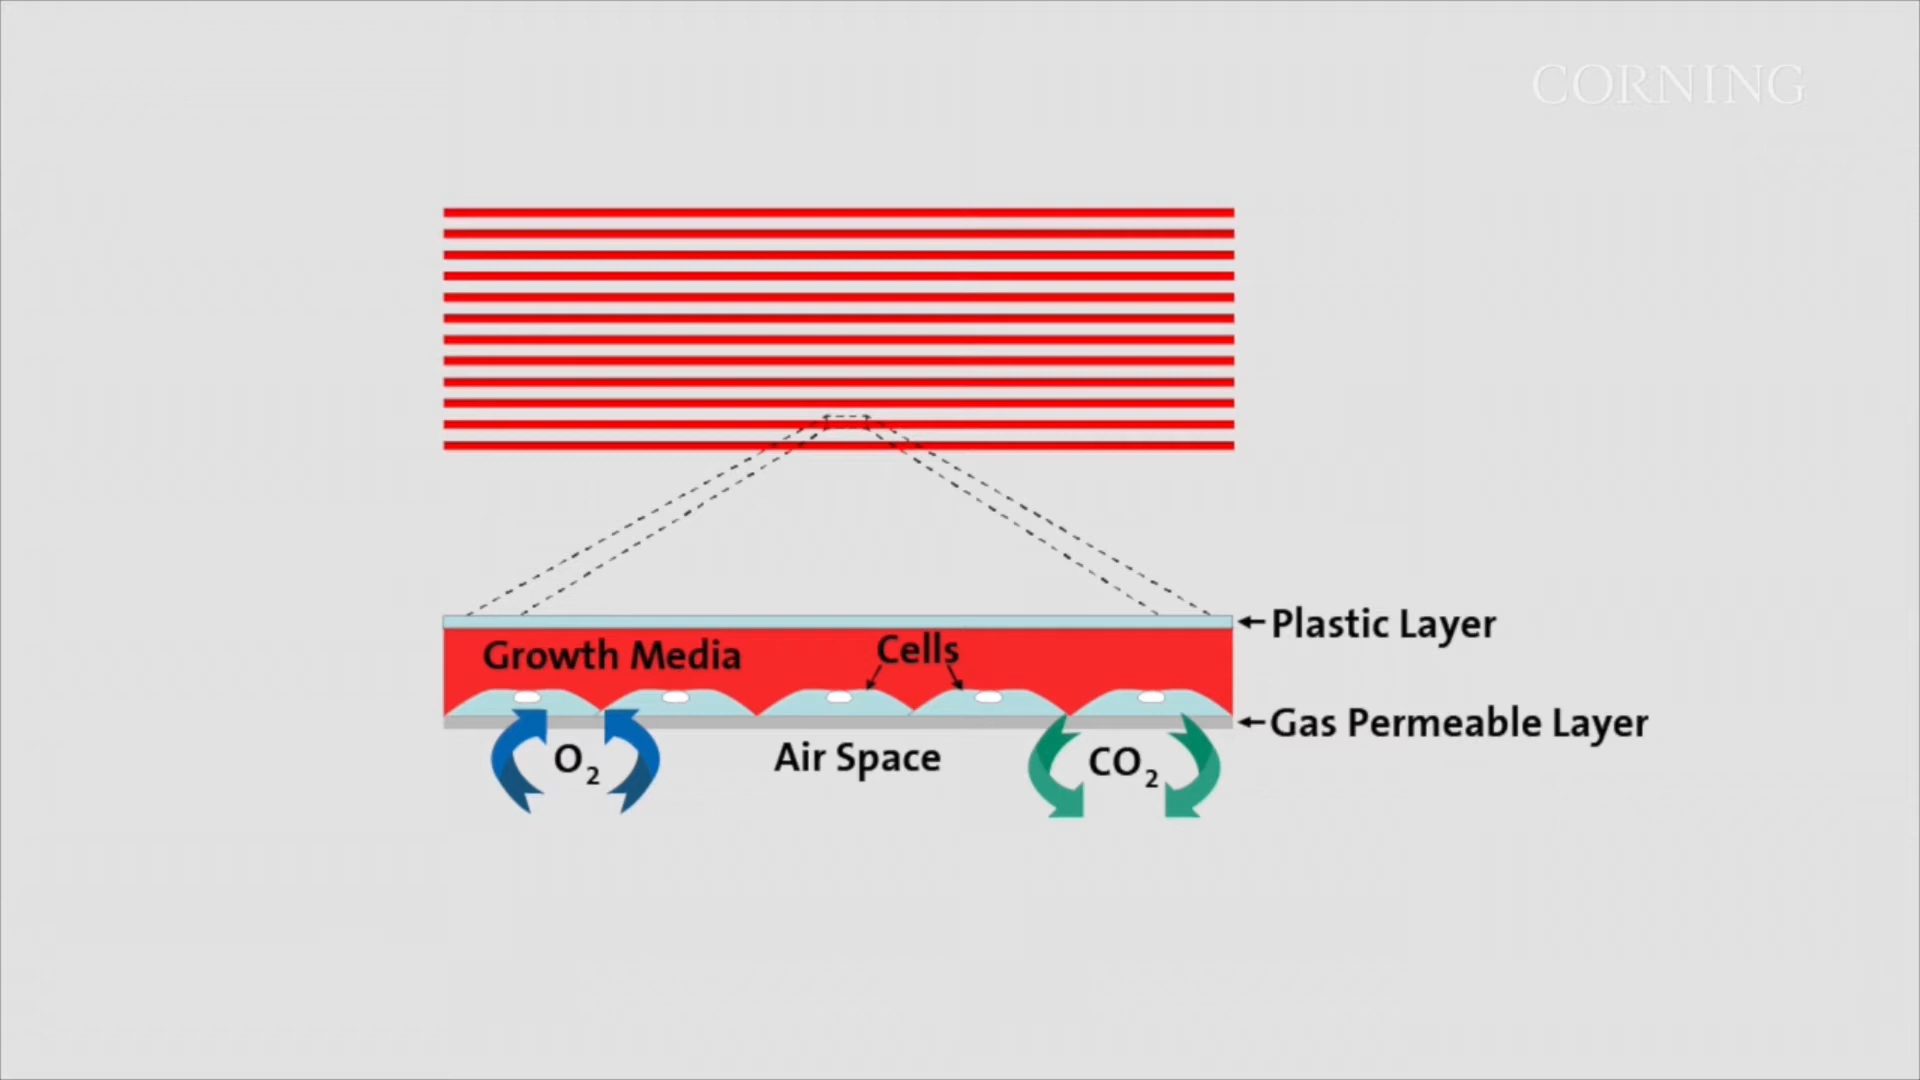 CORNING
Plastic Layer
Growth Media
Cells
Gas Permeable Layer
O₂
Air Space
CO₂